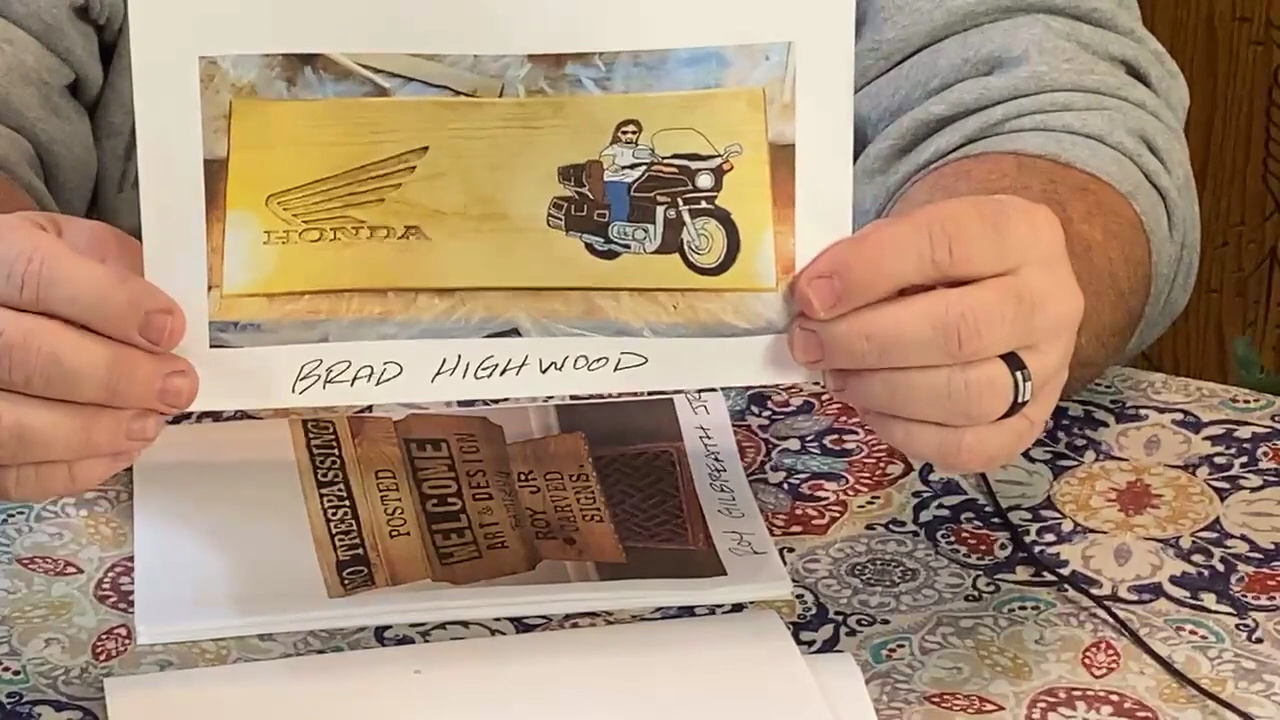 HONDA
BRAD HIGHWOOD
NO TRESPASSING
POSTED
WELCOME
ART & DESIGN
ROY JR
CARVED
SIGNS.
ROY GILBREATH JR